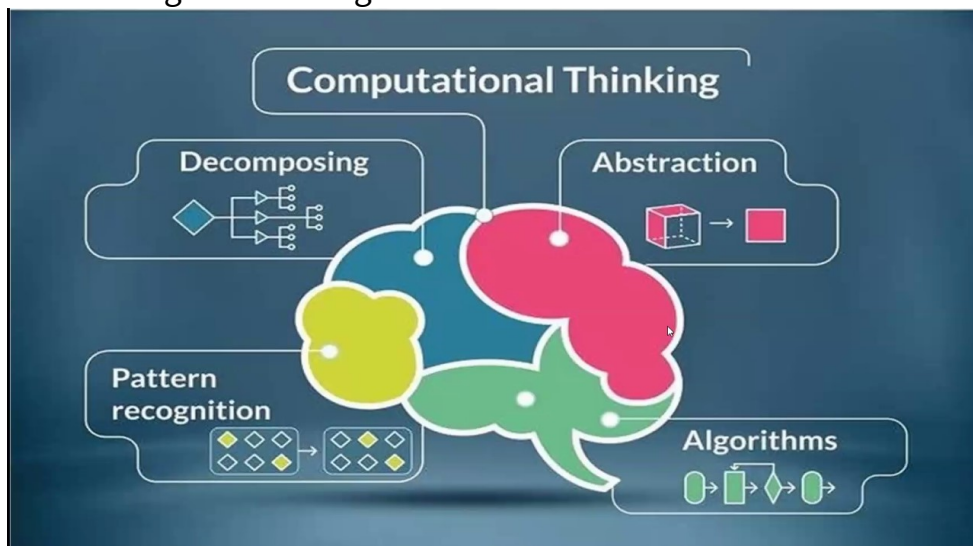 Computational Thinking
Decomposing
Abstraction
Pattern
recognition
Algorithms